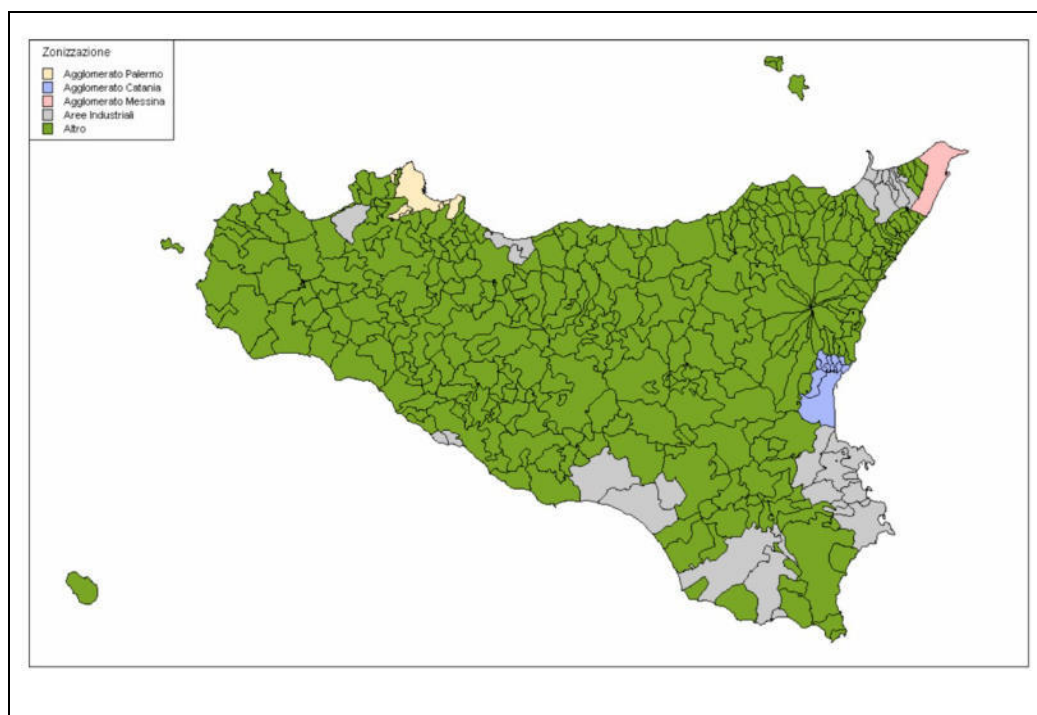 Zonizzazione
Agglomerato Palermo
Agglomerato Catania
Agglomerato Messina
Aree Industriali
Altro